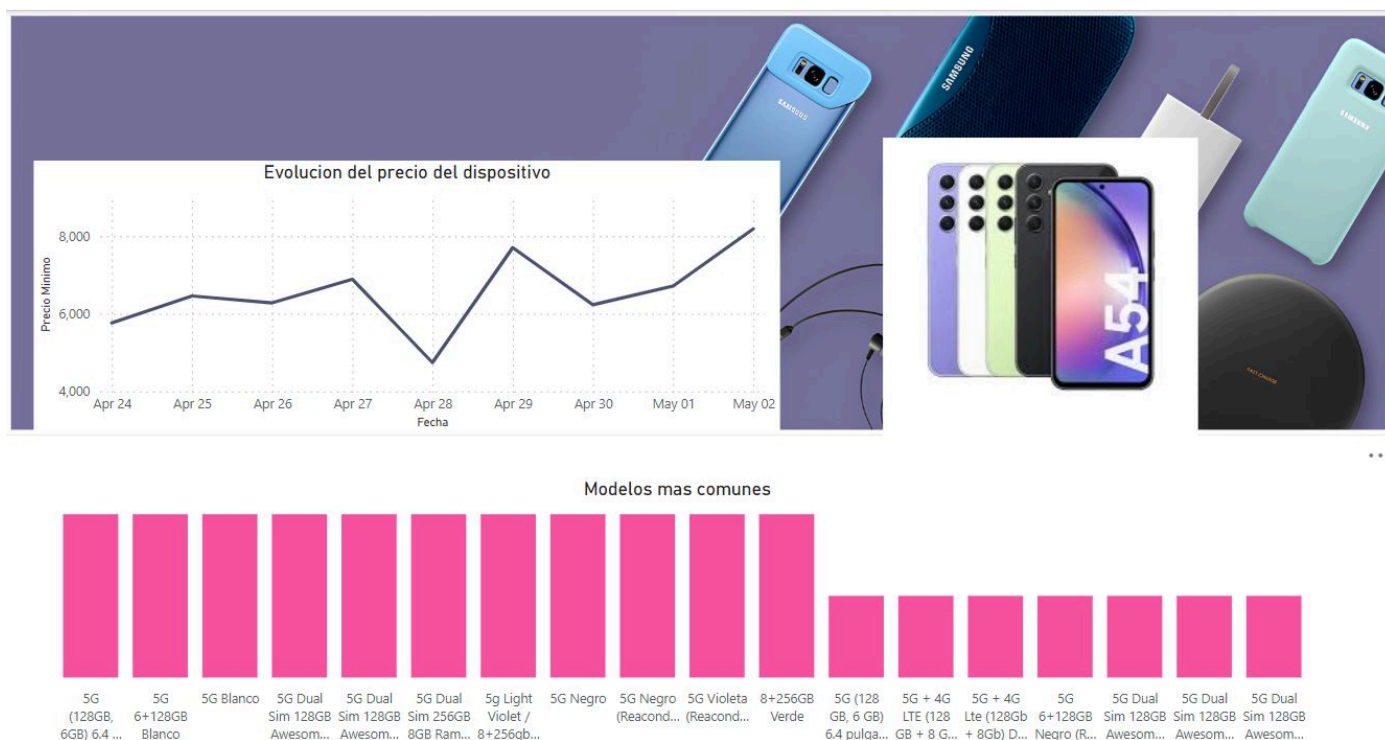 SAMSUNG
SAMSUNG
SAMSUNG
Evolucion del precio del dispositivo
8,000
6,000
4,000
Precio Minimo
Apr 24 Apr 25 Apr 26 Apr 27 Apr 28 Apr 29 Apr 30 May 01 May 02
Fecha
A54
FAST CHARGE
Modelos mas comunes
5G
(128GB,
6GB) 6.4 ...
5G
6+128GB
Blanco
5G Blanco
5G Dual
Sim 128GB
Awesom...
5G Dual
Sim 128GB
Awesom...
5G Dual
Sim 256GB
8GB Ram...
5g Light
Violet /
8+256gb...
5G Negro
5G Negro
(Reacond...
5G Violeta
(Reacond...
8+256GB
Verde
5G (128
GB, 6 GB)
6.4 pulga...
5G + 4G
LTE (128
GB + 8 G...
5G + 4G
Lte (128Gb
+ 8Gb) D...
5G
6+128GB
Negro (R...
5G Dual
Sim 128GB
Awesom...
5G Dual
Sim 128GB
Awesom...
5G Dual
Sim 128GB
Awesom...